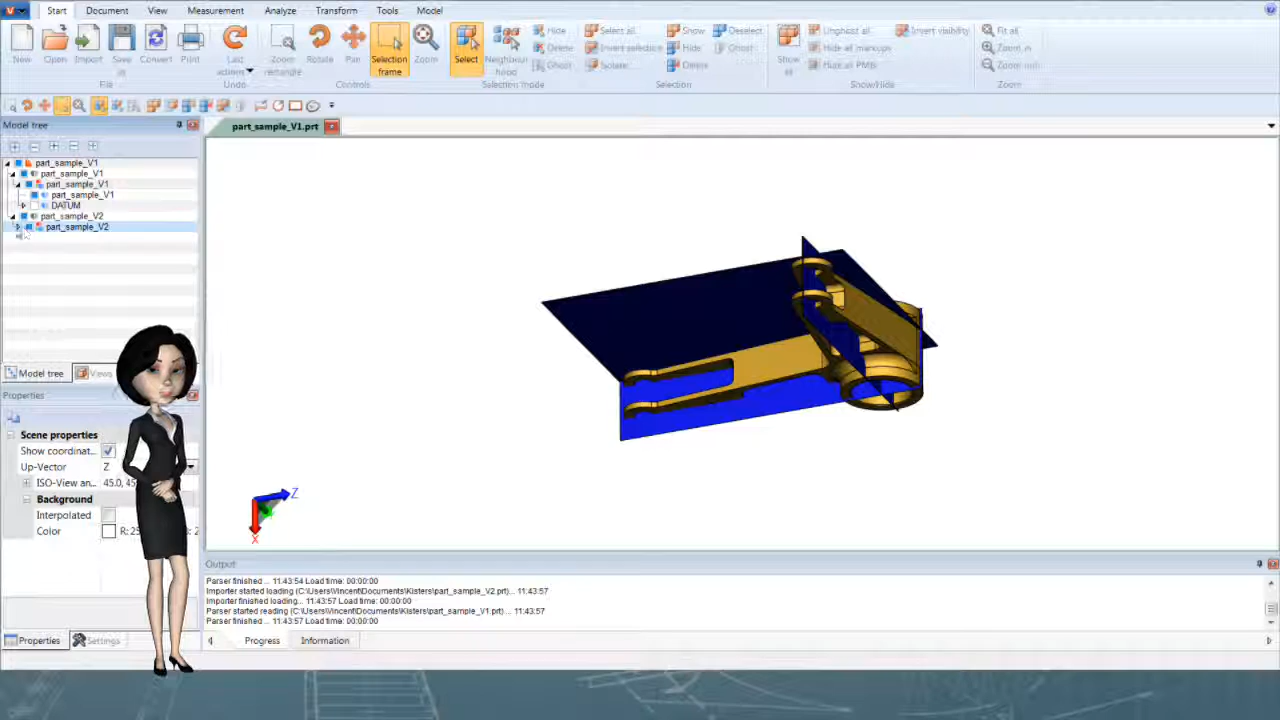 Start Document View Measurement Analyze Transform Tools Model
New Open Import Save as Convert Print Last actions Zoom rectangle Rotate Pan Selection frame Zoom Select Neighbour hood
Hide Delete Ghost Select all Invert selection Isolate Show Hide Delete Deselect Ghost Show all Unghost all Hide all markups Hide all PMIs Invert visibility Fit all Zoom in Zoom out
File Undo Controls Selection mode Selection Show/Hide Zoom
Model tree
part_sample_V1.prt
part_sample_V1
part_sample_V1
part_sample_V1
part_sample_V1
DATUM
part_sample_V2
part_sample_V2
Model tree Views
Properties
Scene properties
Show coordinat...
Up-Vector Z
ISO-View an... 45.0, 45
Background
Interpolated
Color
Z
X
Output
Parser finished ... 11:43:54 Load time: 00:00:00
Importer started loading (C:\Users\Vincent\Documents\Kisters\part_sample_V2.prt)... 11:43:57
Importer finished loading... 11:43:57 Load time: 00:00:00
Parser started reading (C:\Users\Vincent\Documents\Kisters\part_sample_V1.prt)... 11:43:57
Parser finished ... 11:43:57 Load time: 00:00:00
Properties Settings
Progress Information